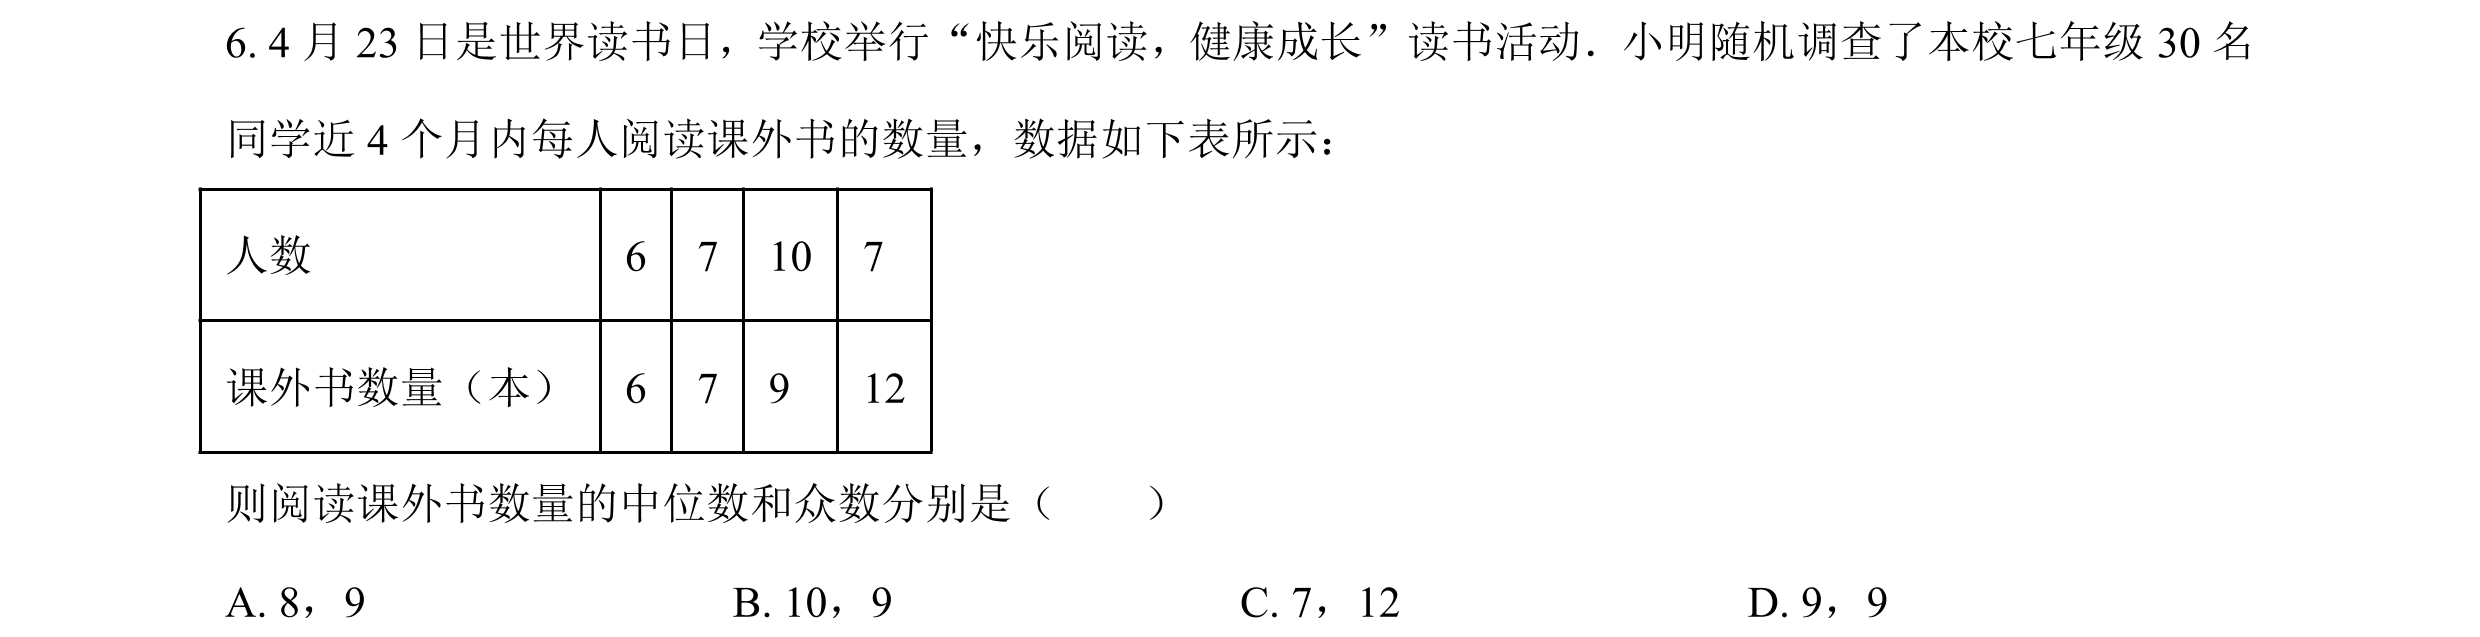 6. 4 月 23 日是世界读书日，学校举行“快乐阅读，健康成长”读书活动．小明随机调查了本校七年级 30 名
同学近 4 个月内每人阅读课外书的数量，数据如下表所示：
人数 6 7 10 7
课外书数量（本） 6 7 9 12
则阅读课外书数量的中位数和众数分别是（　　）
A. 8，9 B. 10，9 C. 7，12 D. 9，9